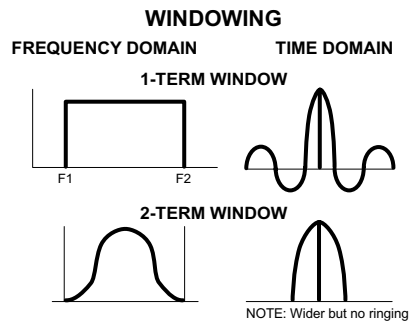 WINDOWING
FREQUENCY DOMAIN TIME DOMAIN
1-TERM WINDOW
F1 F2
2-TERM WINDOW
NOTE: Wider but no ringing